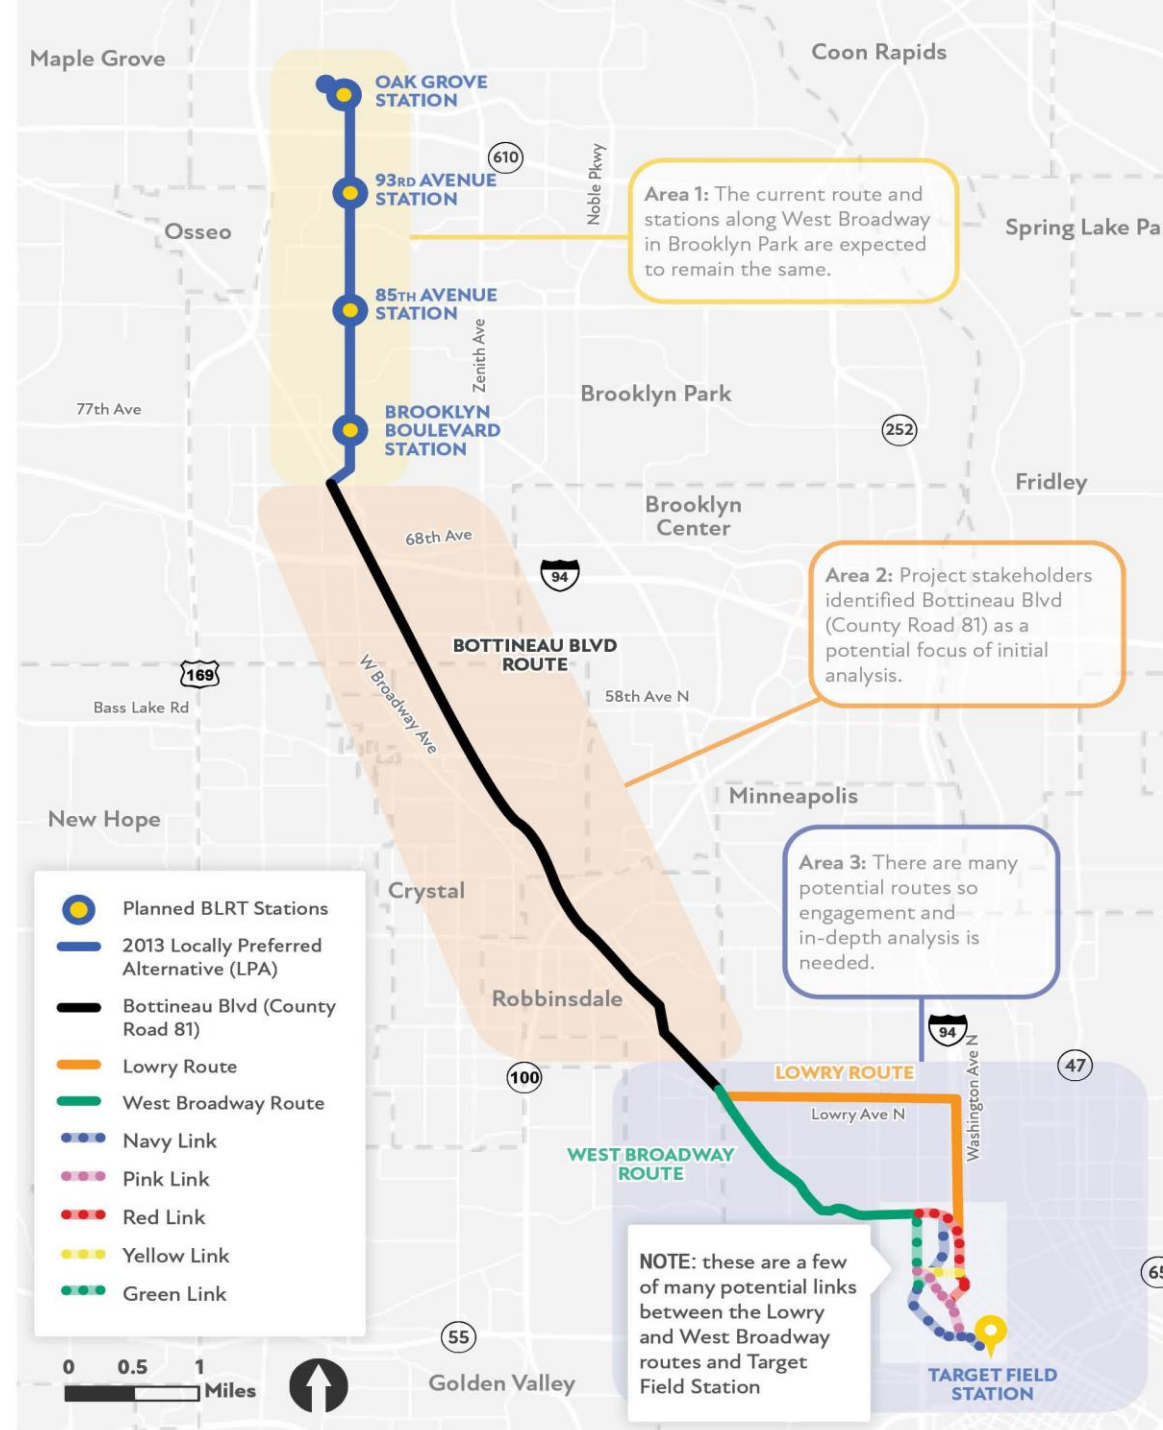 Maple Grove
Coon Rapids
OAK GROVE
STATION
610
Noble Pkwy
93RD AVENUE
STATION
Area 1: The current route and
stations along West Broadway
in Brooklyn Park are expected
to remain the same.
Osseo
Spring Lake Pa
85TH AVENUE
STATION
Zenith Ave
77th Ave
Brooklyn Park
BROOKLYN
BOULEVARD
STATION
252
Fridley
Brooklyn
Center
68th Ave
94
Area 2: Project stakeholders
identified Bottineau Blvd
(County Road 81) as a
potential focus of initial
analysis.
BOTTINEAU BLVD
ROUTE
169
W Broadway Ave
58th Ave N
Bass Lake Rd
Minneapolis
New Hope
Area 3: There are many
potential routes so
engagement and
in-depth analysis is
needed.
Crystal
Robbinsdale
94
Washington Ave N
100
LOWRY ROUTE
47
Lowry Ave N
WEST BROADWAY
ROUTE
Planned BLRT Stations
2013 Locally Preferred
Alternative (LPA)
Bottineau Blvd (County
Road 81)
Lowry Route
West Broadway Route
Navy Link
Pink Link
Red Link
Yellow Link
Green Link
NOTE: these are a few
of many potential links
between the Lowry
and West Broadway
routes and Target
Field Station
65
55
0 0.5 1
Miles
Golden Valley
TARGET FIELD
STATION